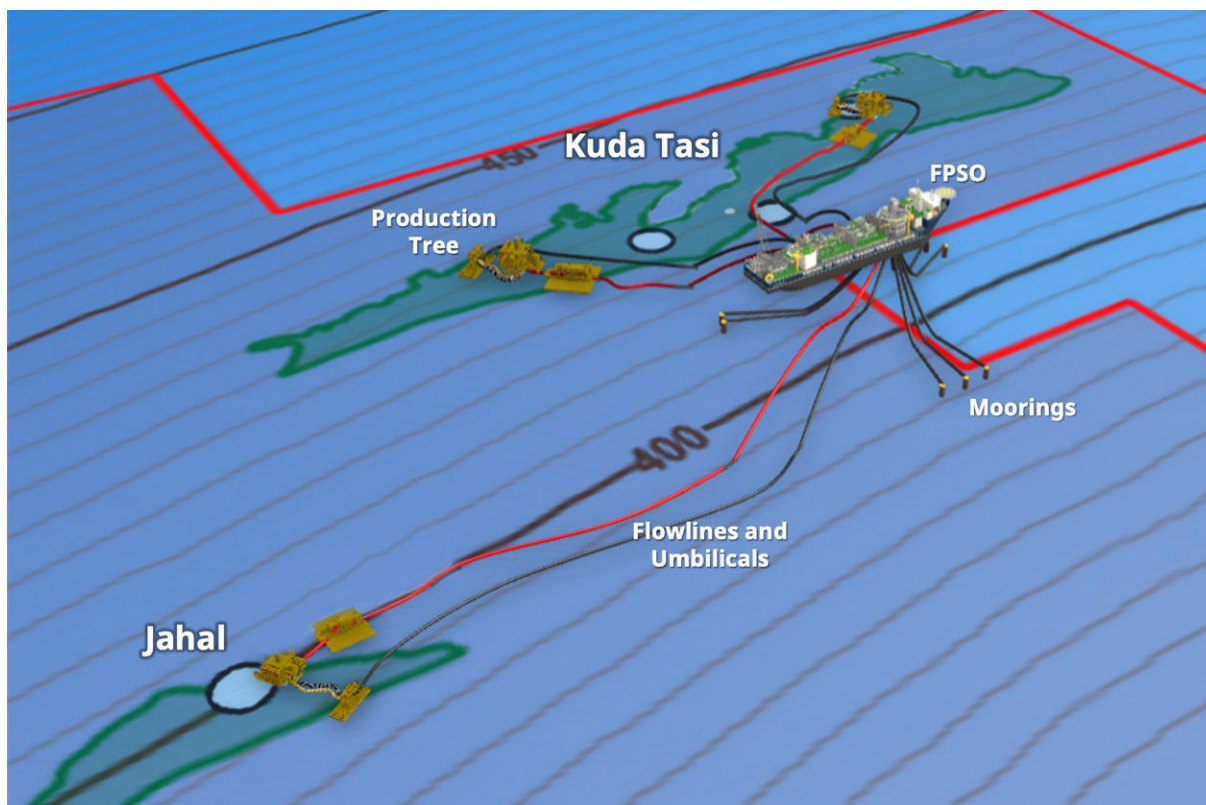 450
Kuda Tasi
FPSO
Production
Tree
Moorings
400
Flowlines and
Umbilicals
Jahal